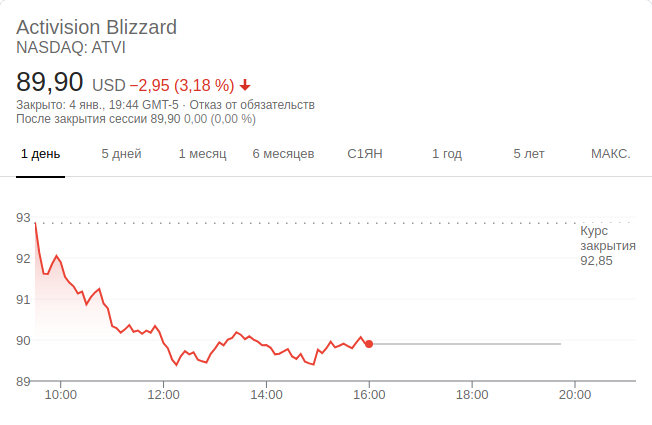 Activision Blizzard
NASDAQ: ATVI
89,90 USD −2,95 (3,18 %)
Закрыто: 4 янв., 19:44 GMT-5 · Отказ от обязательств
После закрытия сессии 89,90 0,00 (0,00 %)
1 день 5 дней 1 месяц 6 месяцев С1ЯН 1 год 5 лет МАКС.
93
Курс
закрытия
92,85
92
91
90
89
10:00 12:00 14:00 16:00 18:00 20:00